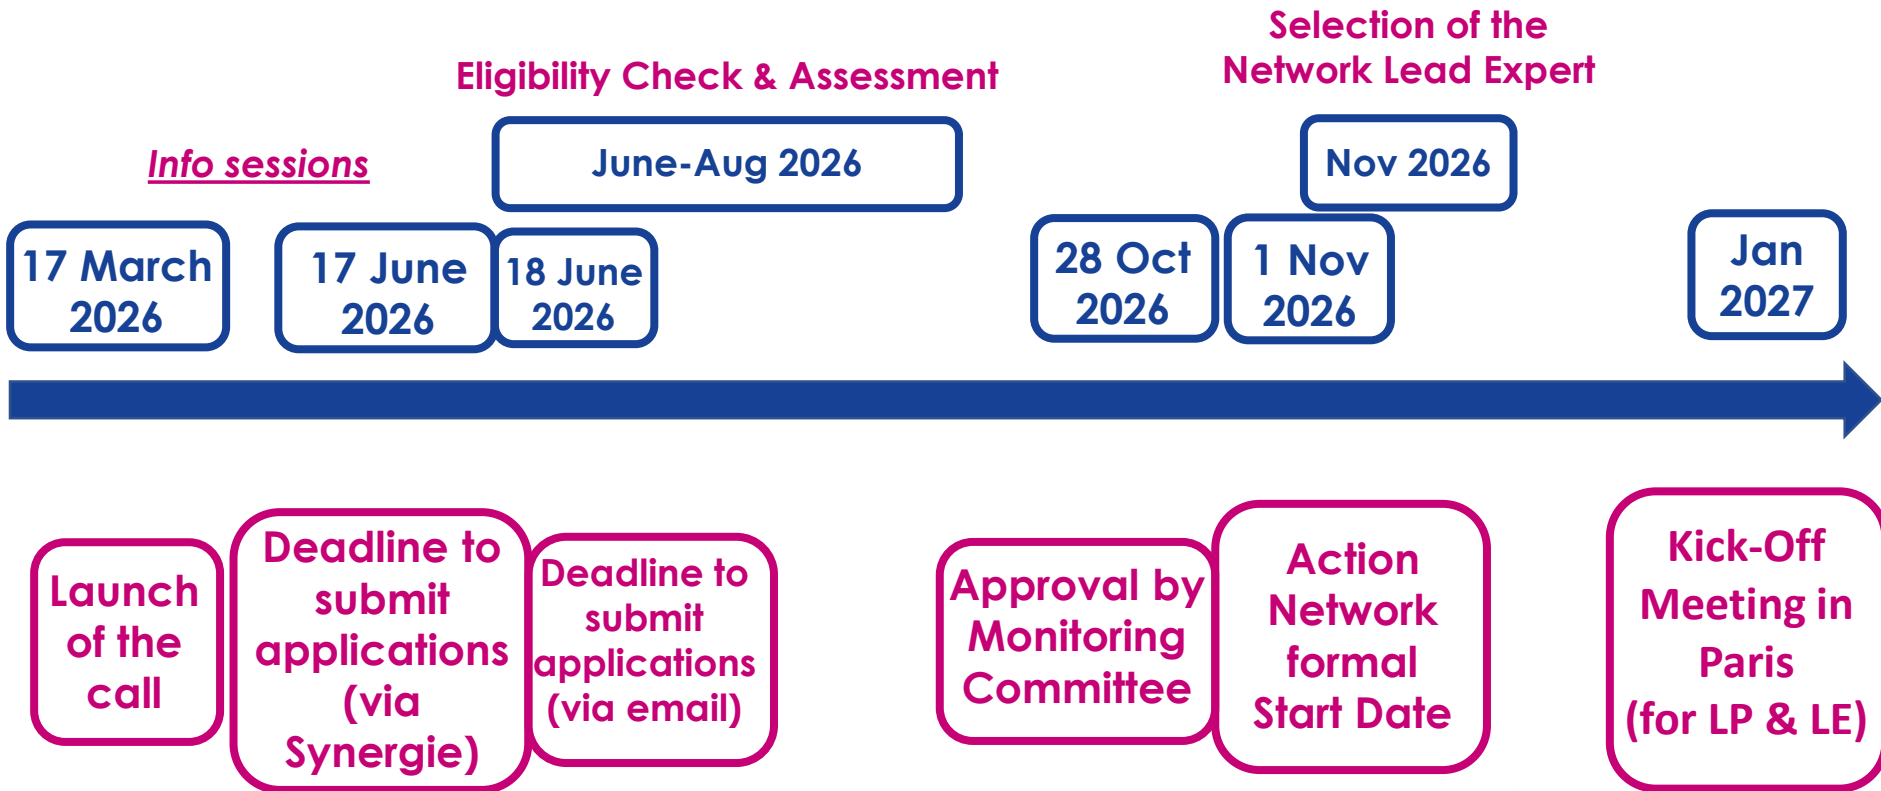 Selection of the
Network Lead Expert
Eligibility Check & Assessment
Info sessions
June-Aug 2026
Nov 2026
17 March
2026
17 June
2026
18 June
2026
28 Oct
2026
1 Nov
2026
Jan
2027
Launch
of the
call
Deadline to
submit
applications
(via
Synergie)
Deadline to
submit
applications
(via email)
Approval by
Monitoring
Committee
Action
Network
formal
Start Date
Kick-Off
Meeting in
Paris
(for LP & LE)